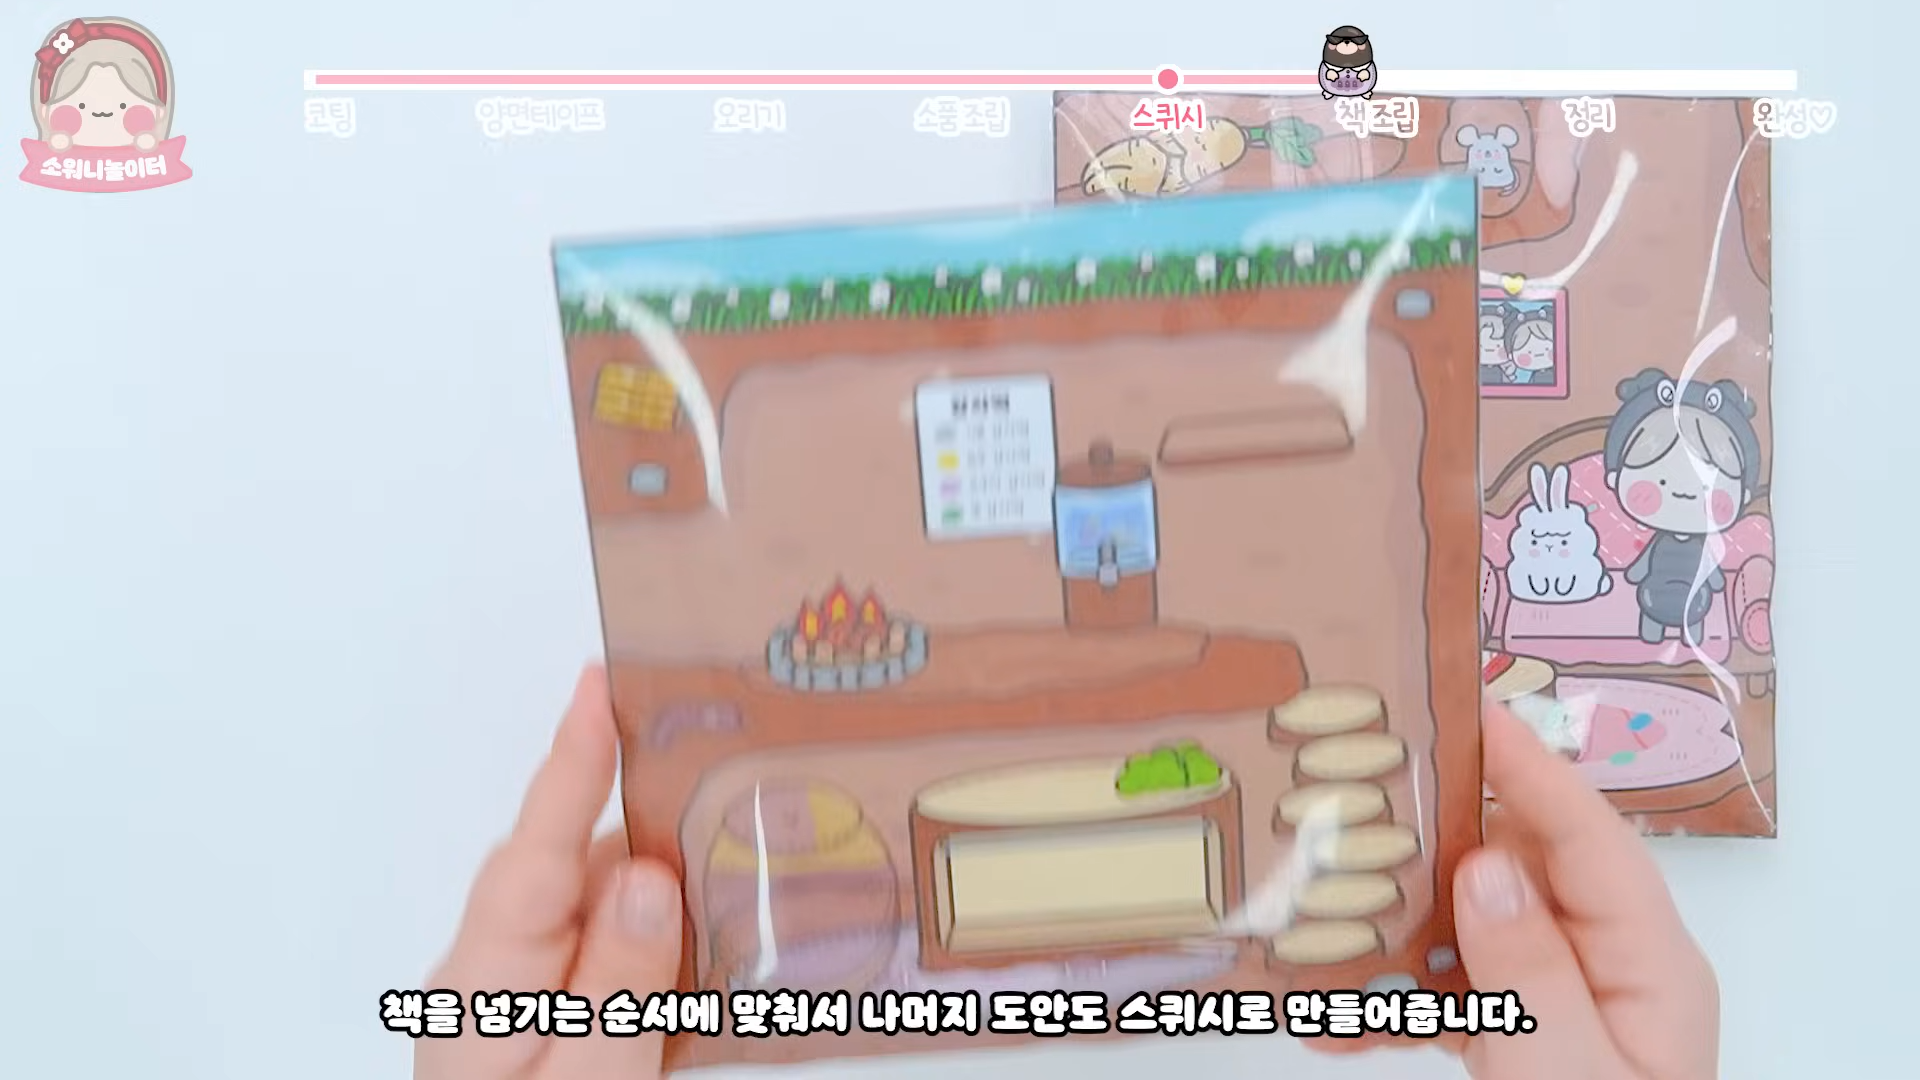 소워니놀이터
코팅 양면테이프 요리기 소품조립 스퀴시 책 조립 정리 완성♡
책을 넘기는 순서에 맞춰서 나머지 도안도 스퀴시로 만들어줍니다.